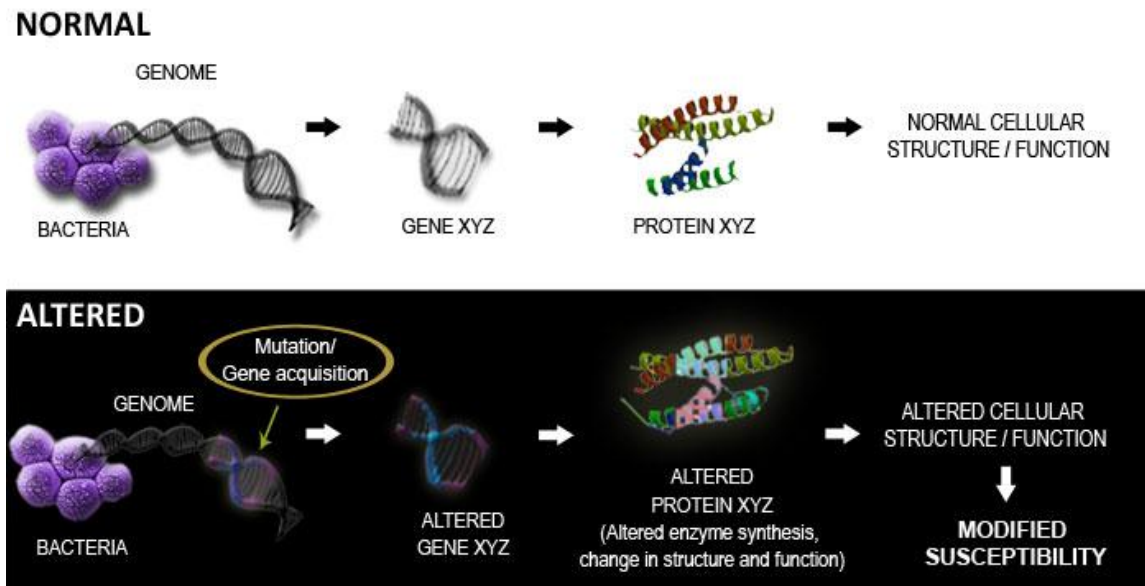 NORMAL
GENOME
BACTERIA
GENE XYZ
PROTEIN XYZ
NORMAL CELLULAR
STRUCTURE / FUNCTION
ALTERED
Mutation/
Gene acquisition
GENOME
BACTERIA
ALTERED
GENE XYZ
ALTERED
PROTEIN XYZ
(Altered enzyme synthesis,
change in structure and function)
ALTERED CELLULAR
STRUCTURE / FUNCTION
MODIFIED
SUSCEPTIBILITY